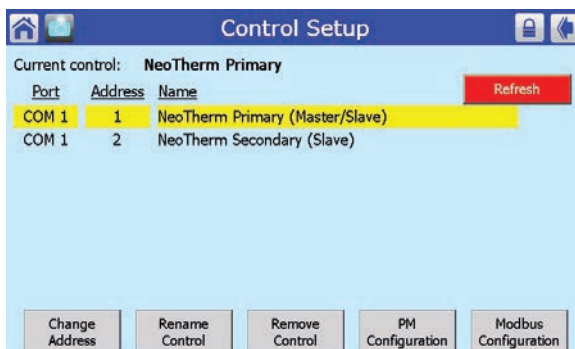 Control Setup
Current control: NeoTherm Primary
Port Address Name
Refresh
COM 1 1 NeoTherm Primary (Master/Slave)
COM 1 2 NeoTherm Secondary (Slave)
Change Address
Rename Control
Remove Control
PM Configuration
Modbus Configuration